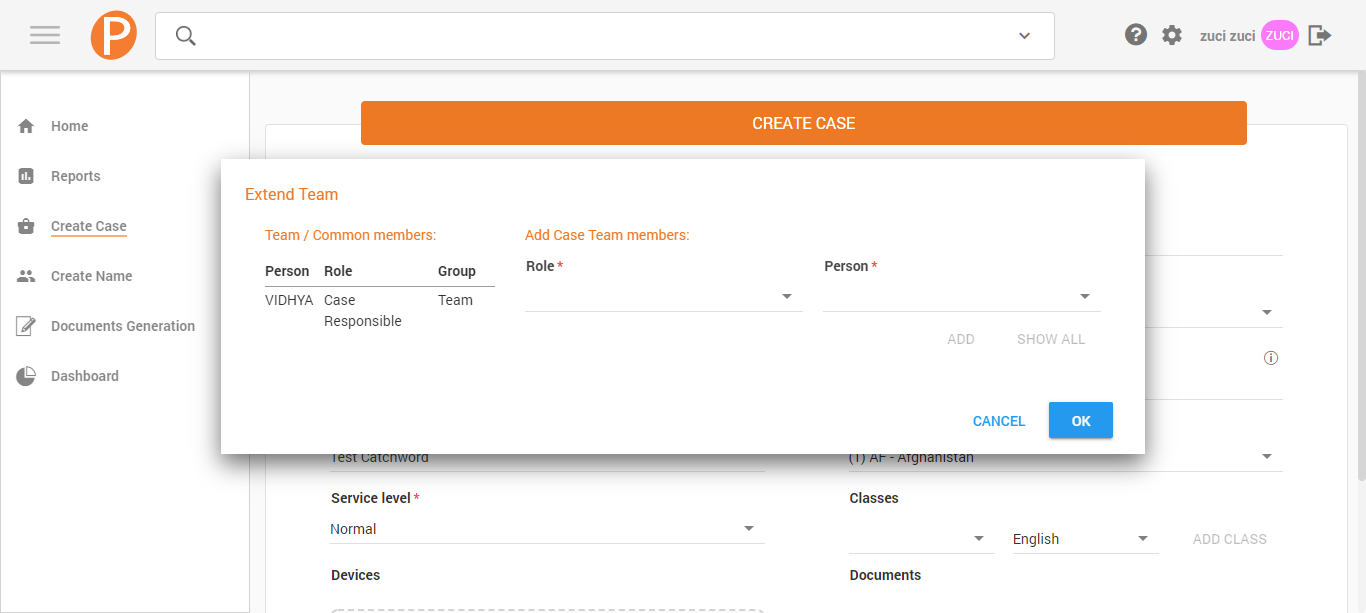 P
zuci zuci
ZUCI
Home
Reports
Create Case
Create Name
Documents Generation
Dashboard
CREATE CASE
Extend Team
Team / Common members:
Person Role Group
VIDHYA Case Team
Responsible
Add Case Team members:
Role *
Person *
ADD SHOW ALL
CANCEL OK
Test Catchword
(1) AF - Afghanistan
Service level *
Normal
Classes
English
ADD CLASS
Devices
Documents